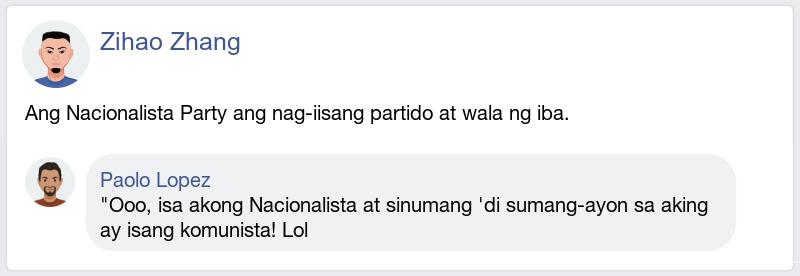 Zihao Zhang
Ang Nacionalista Party ang nag-iisang partido at wala ng iba.
Paolo Lopez
"Ooo, isa akong Nacionalista at sinumang 'di sumang-ayon sa aking
ay isang komunista! Lol